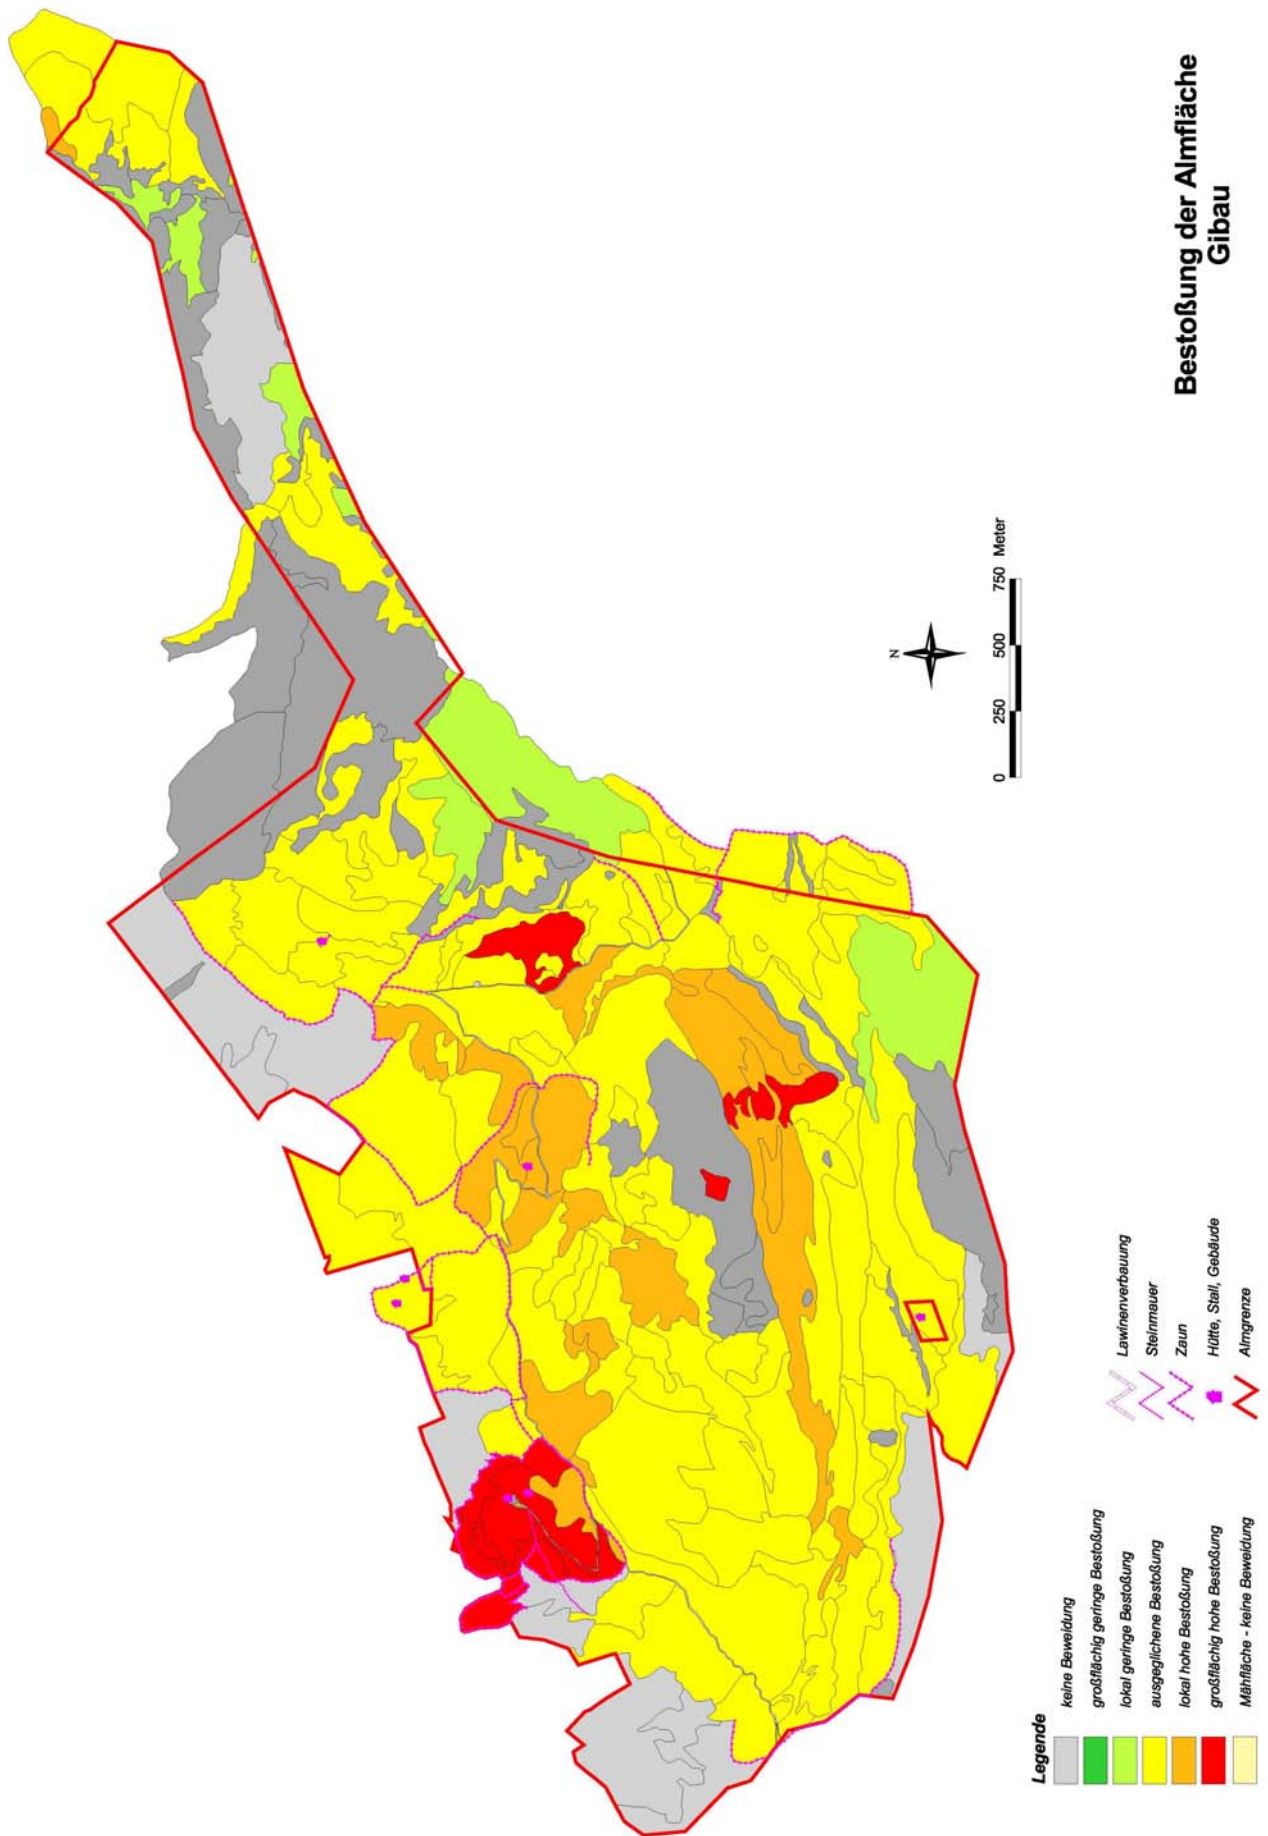 Bestoßung der Almfläche
Gibau
N
0 250 500 750 Meter
Legende
keine Beweidung
großflächig geringe Bestoßung
lokal geringe Bestoßung
ausgeglichene Bestoßung
lokal hohe Bestoßung
großflächig hohe Bestoßung
Mähfläche - keine Beweidung
Lawinenverbauung
Steinmauer
Zaun
Hütte, Stall, Gebäude
Almgrenze